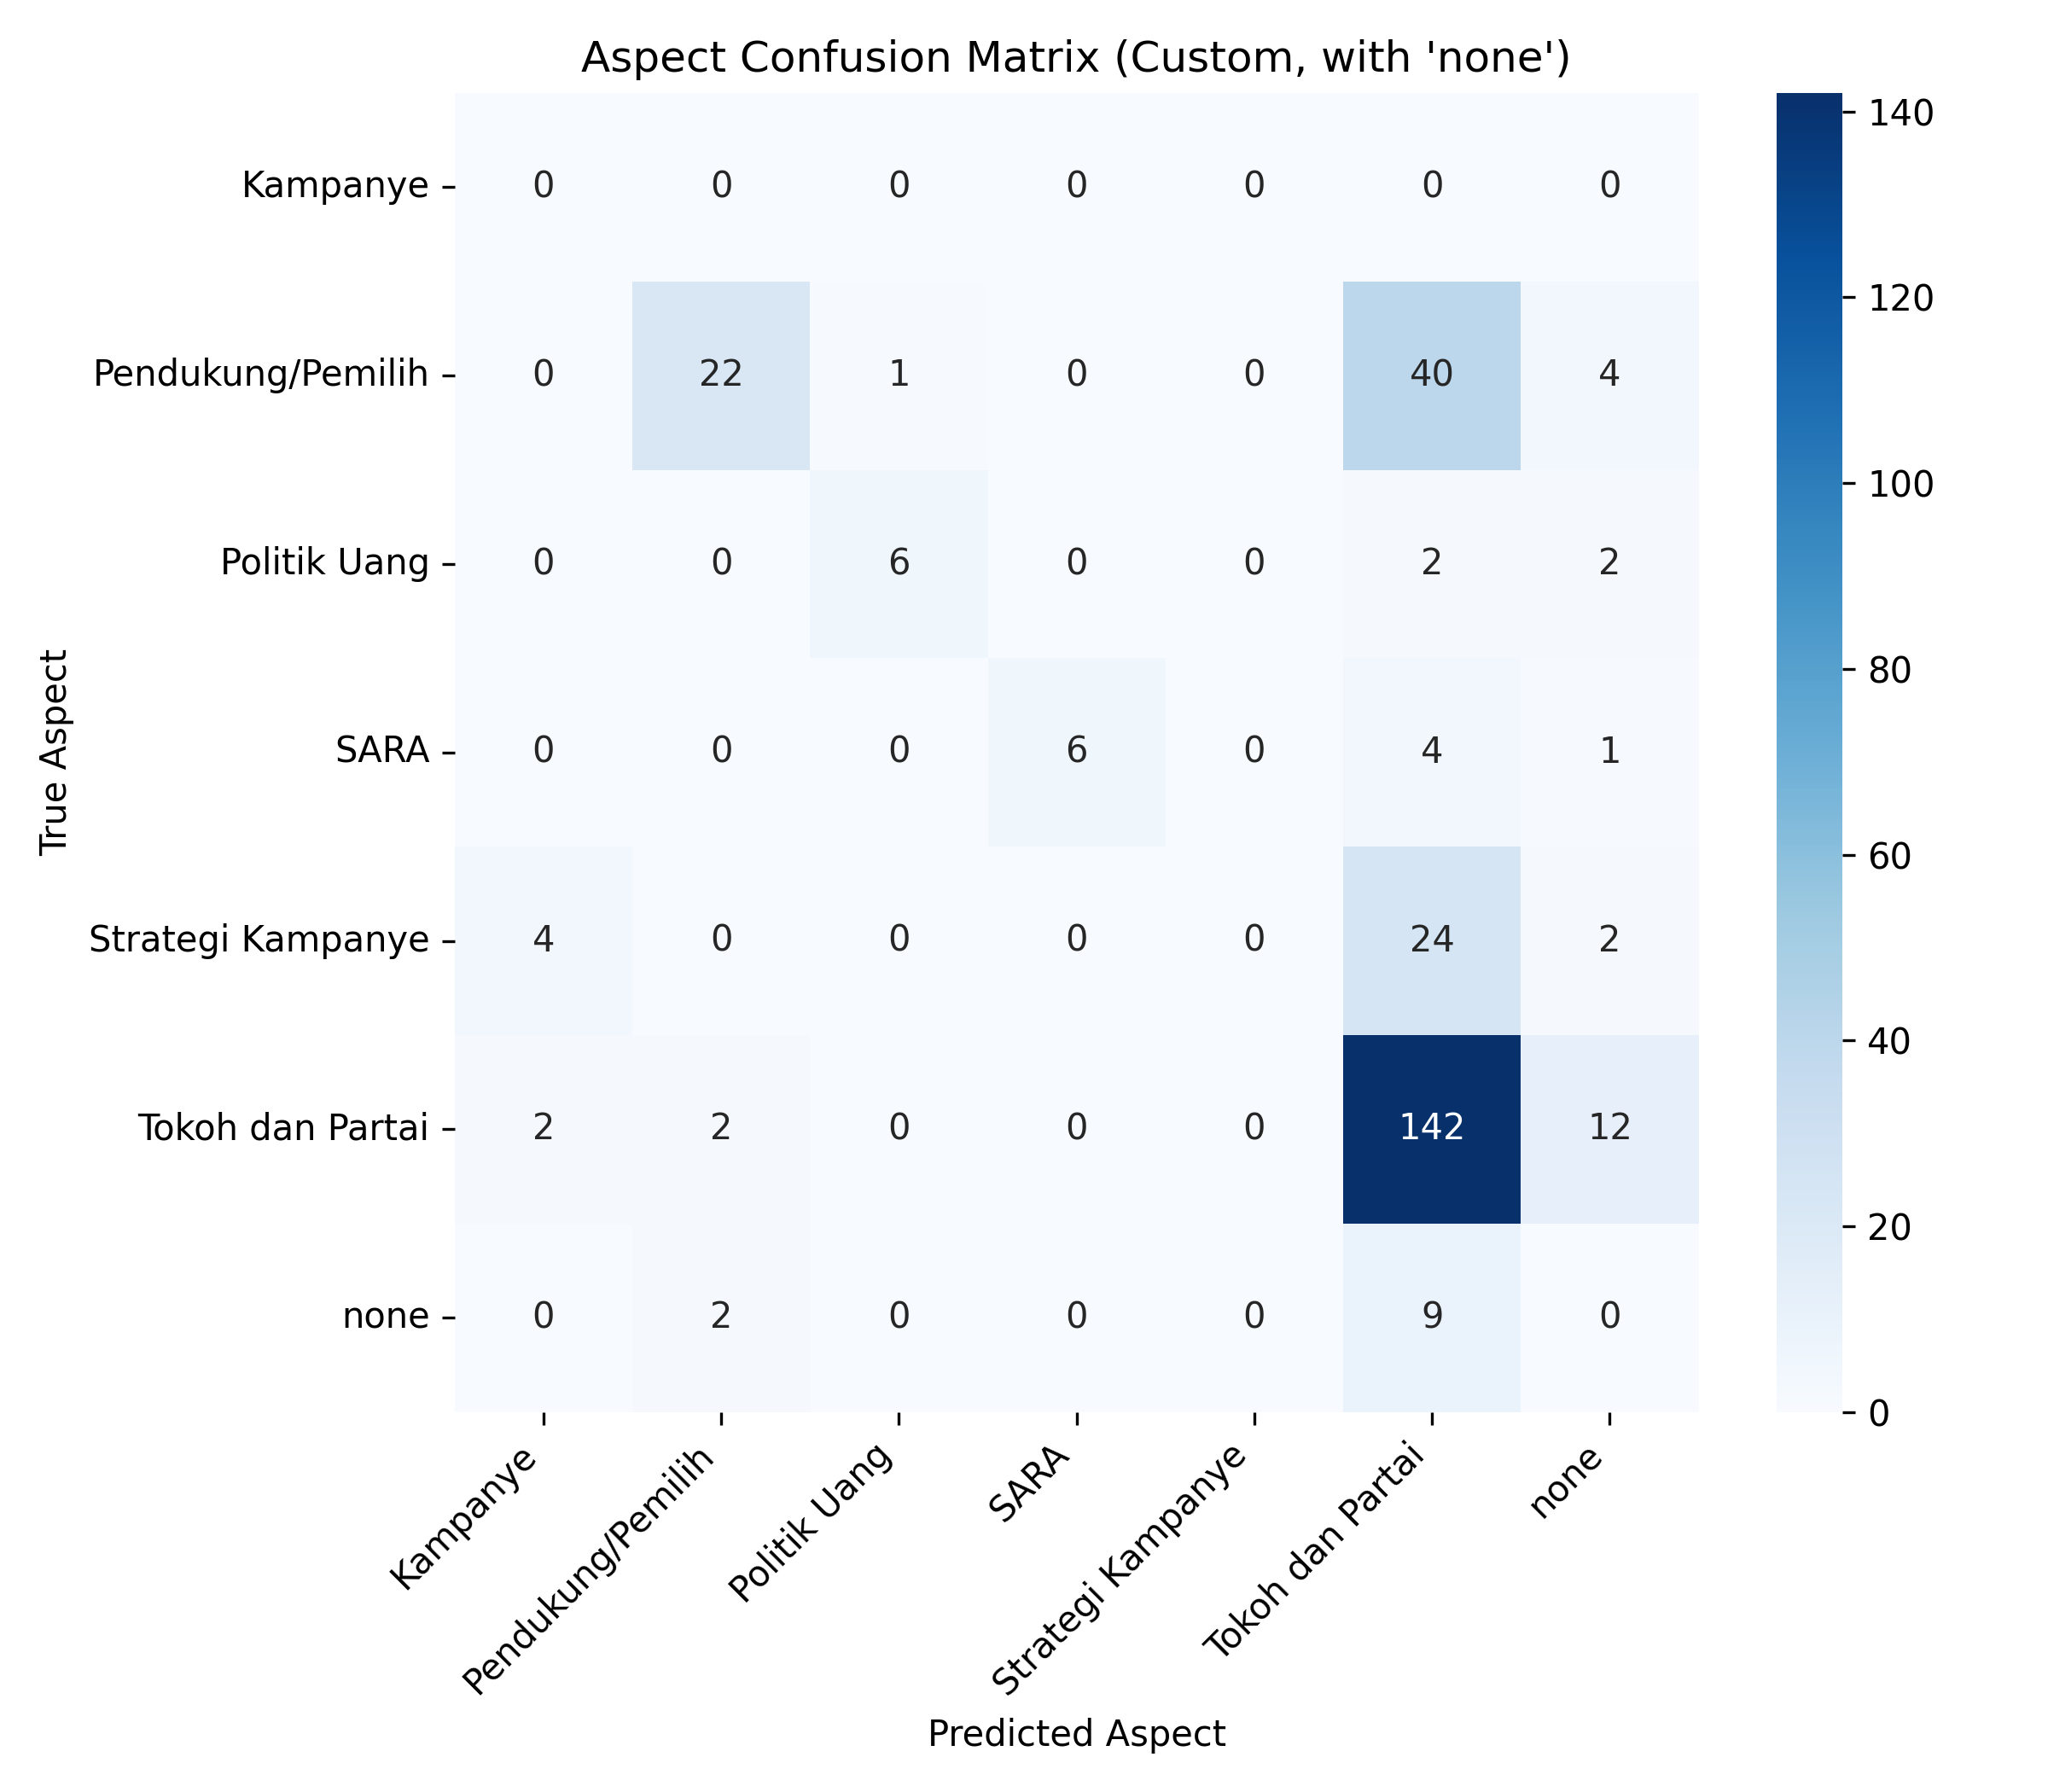 Aspect Confusion Matrix (Custom, with 'none')
Kampanye 0 0 0 0 0 0 0
Pendukung/Pemilih 0 22 1 0 0 40 4
Politik Uang 0 0 6 0 0 2 2
SARA 0 0 0 6 0 4 1
Strategi Kampanye 4 0 0 0 0 24 2
Tokoh dan Partai 2 2 0 0 0 142 12
none 0 2 0 0 0 9 0
True Aspect
Kampanye
Pendukung/Pemilih
Politik Uang
SARA
Strategi Kampanye
Tokoh dan Partai
none
Predicted Aspect
140
120
100
80
60
40
20
0